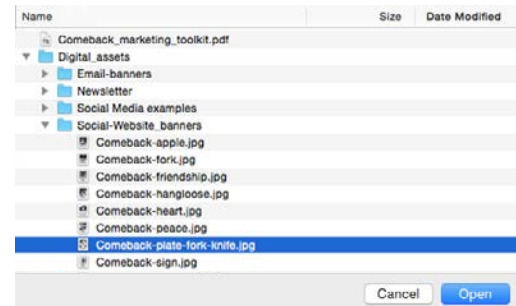 Name Size Date Modified
Comeback_marketing_toolkit.pdf
Digital_assets
Email-banners
Newsletter
Social Media examples
Social-Website_banners
Comeback-apple.jpg
Comeback-fork.jpg
Comeback-friendship.jpg
Comeback-hangloose.jpg
Comeback-heart.jpg
Comeback-peace.jpg
Comeback-plate-fork-knife.jpg
Comeback-sign.jpg
Cancel Open